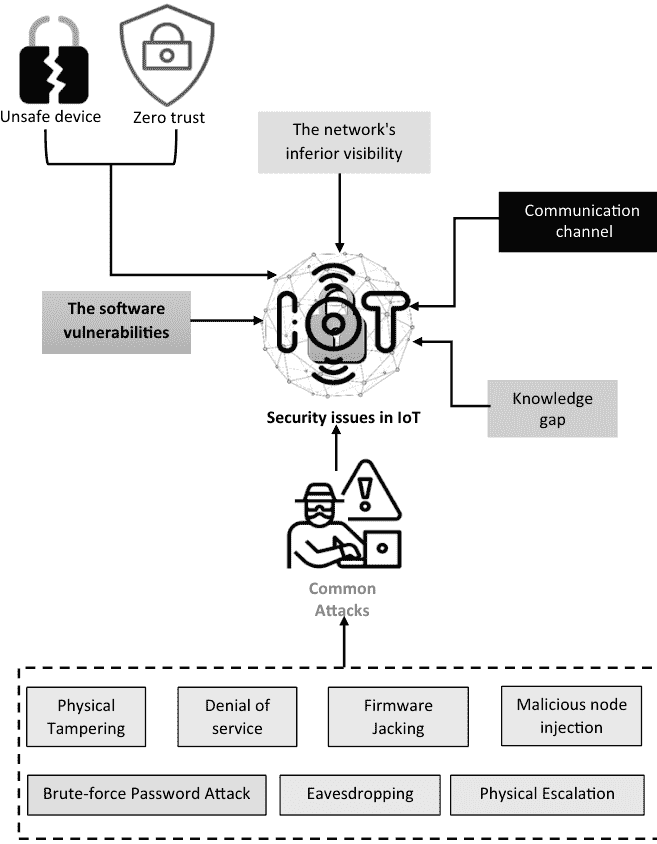 Unsafe device
Zero trust
The network's
inferior visibility
Communication
channel
The software
vulnerabilities
IOT
Knowledge
gap
Security issues in IoT
Common
Attacks
Physical
Tampering
Denial of
service
Firmware
Jacking
Malicious node
injection
Brute-force Password Attack
Eavesdropping
Physical Escalation